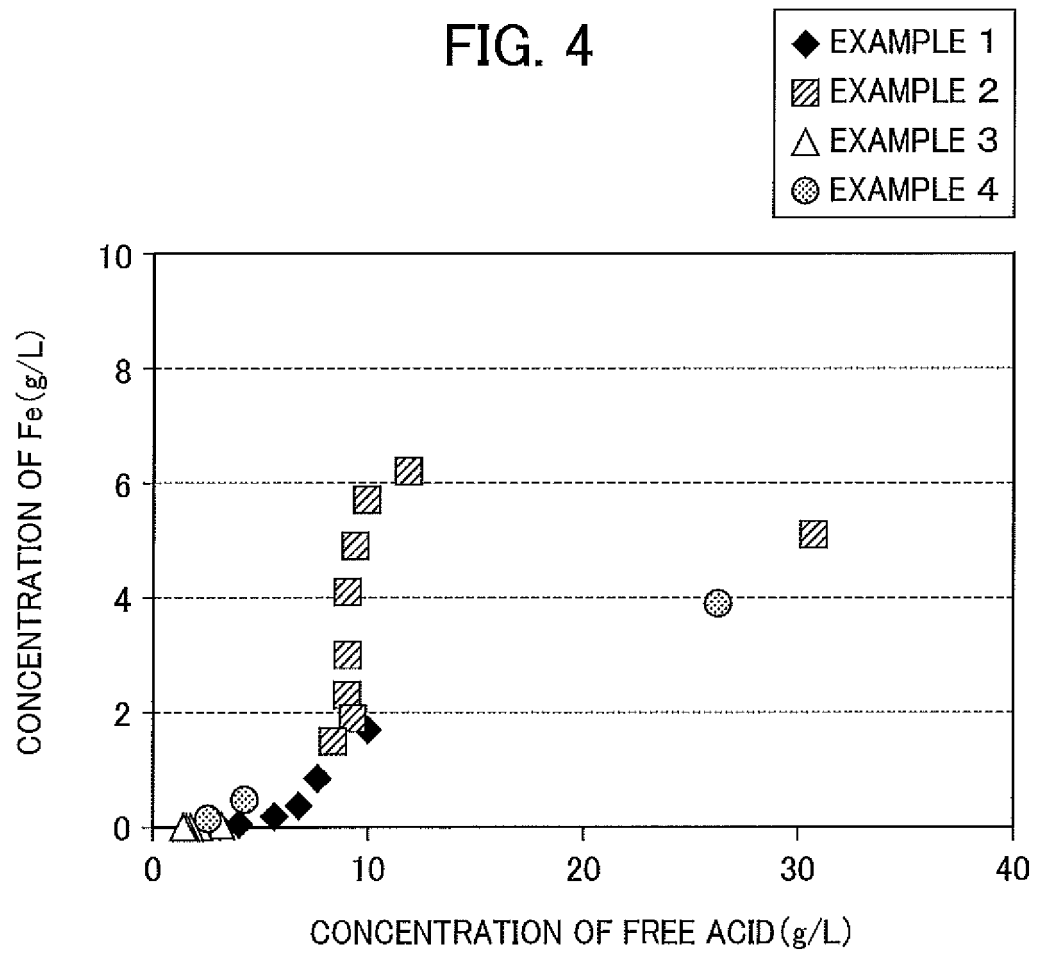 FIG. 4
EXAMPLE 1
EXAMPLE 2
EXAMPLE 3
EXAMPLE 4
CONCENTRATION OF Fe(g/L)
10
8
6
4
2
0
0 10 20 30 40
CONCENTRATION OF FREE ACID(g/L)